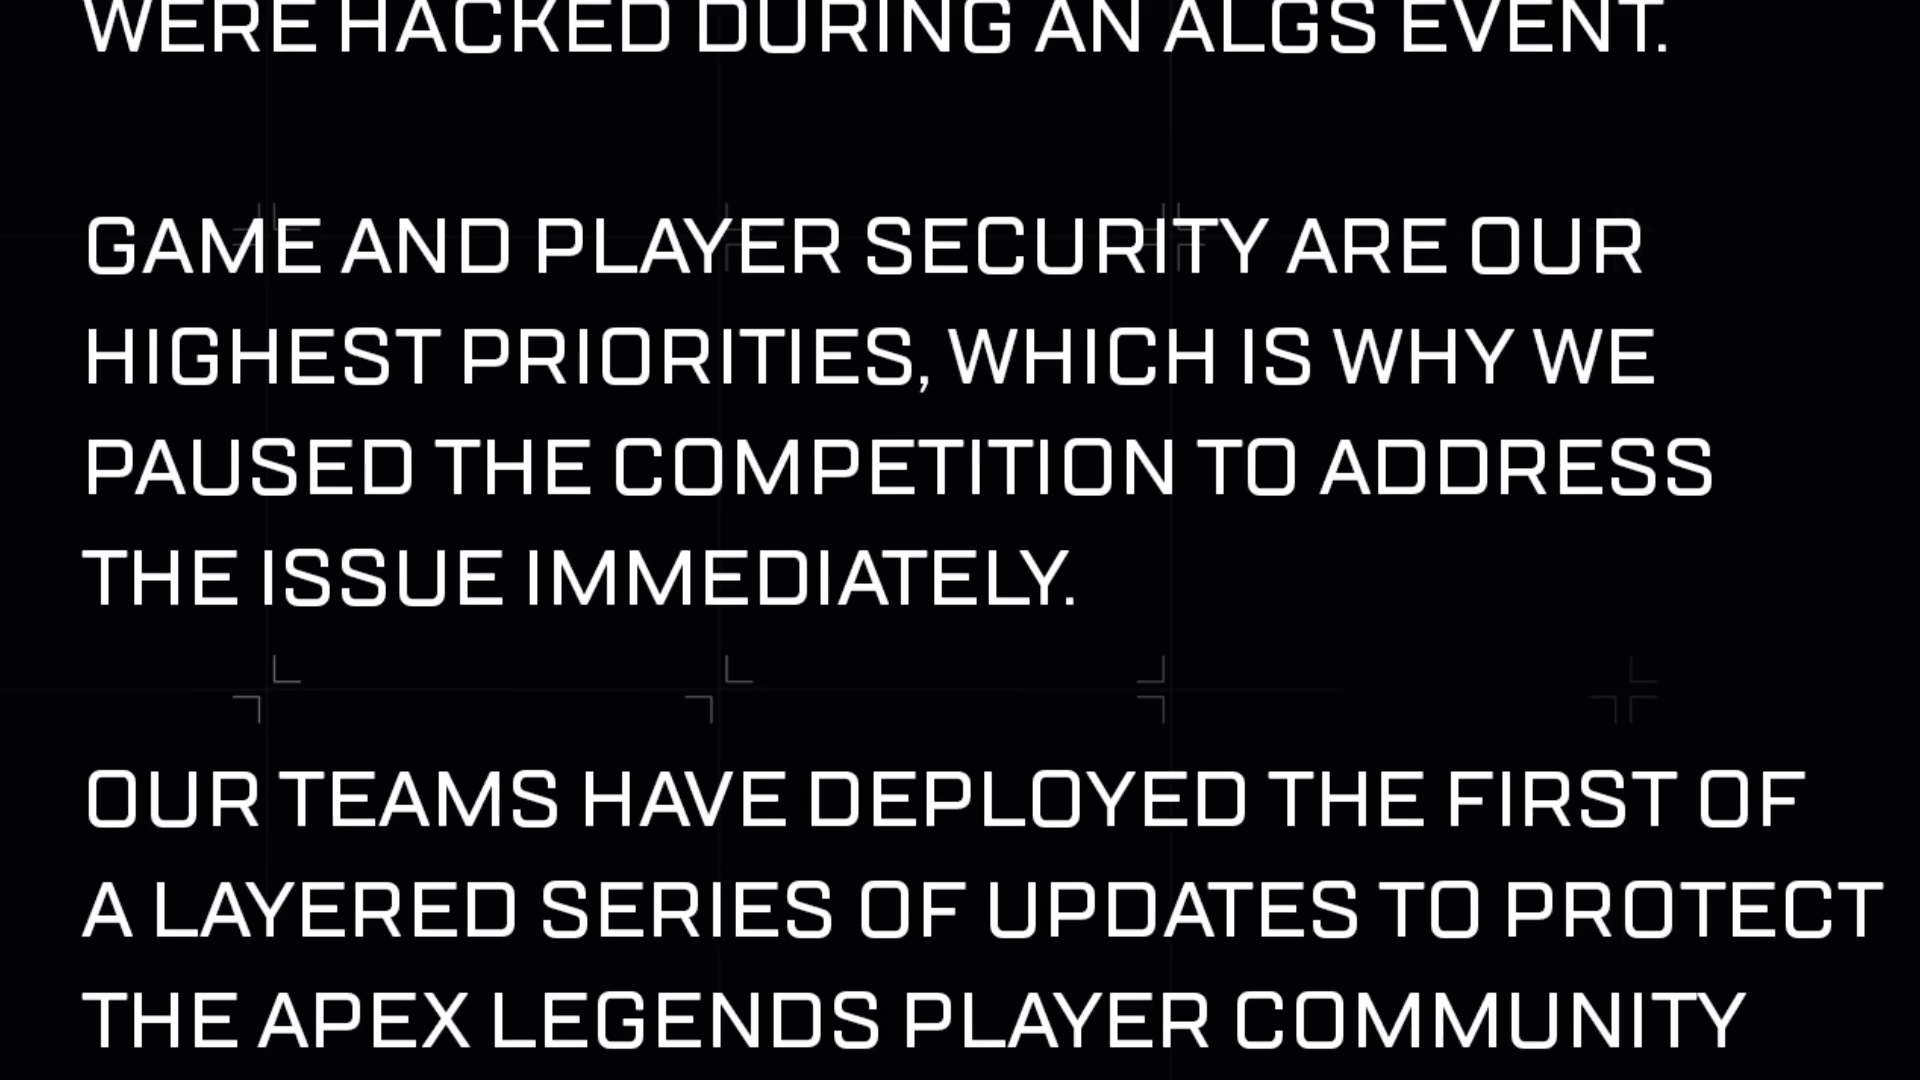 WERE HACKED DURING AN ALGS EVENT.
GAME AND PLAYER SECURITY ARE OUR
HIGHEST PRIORITIES, WHICH IS WHY WE
PAUSED THE COMPETITION TO ADDRESS
THE ISSUE IMMEDIATELY.
OUR TEAMS HAVE DEPLOYED THE FIRST OF
A LAYERED SERIES OF UPDATES TO PROTECT
THE APEX LEGENDS PLAYER COMMUNITY